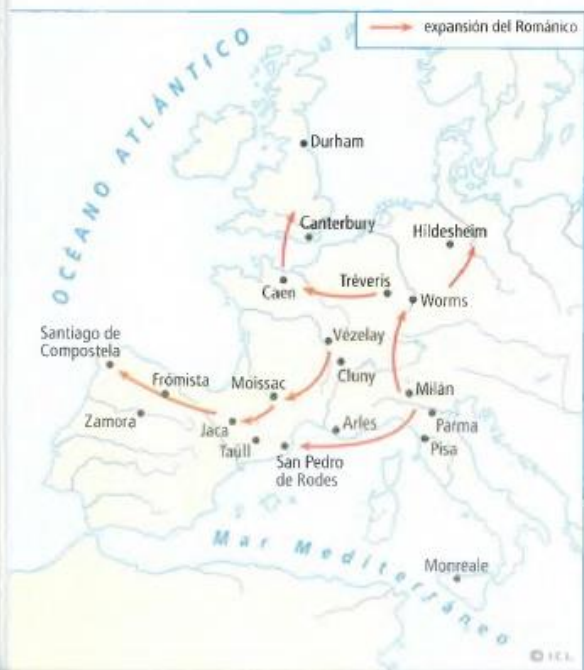 expansión del Románico
OCÉANO ATLÁNTICO
Durham
Canterbury
Hildesheim
Caen
Tréveris
Worms
Santiago de
Compostela
Vézelay
Cluny
Frómista
Moissac
Milán
Zamora
Jaca
Arles
Parma
Taüll
Pisa
San Pedro
de Rodes
Mar Mediterráneo
Monreale
© ICL